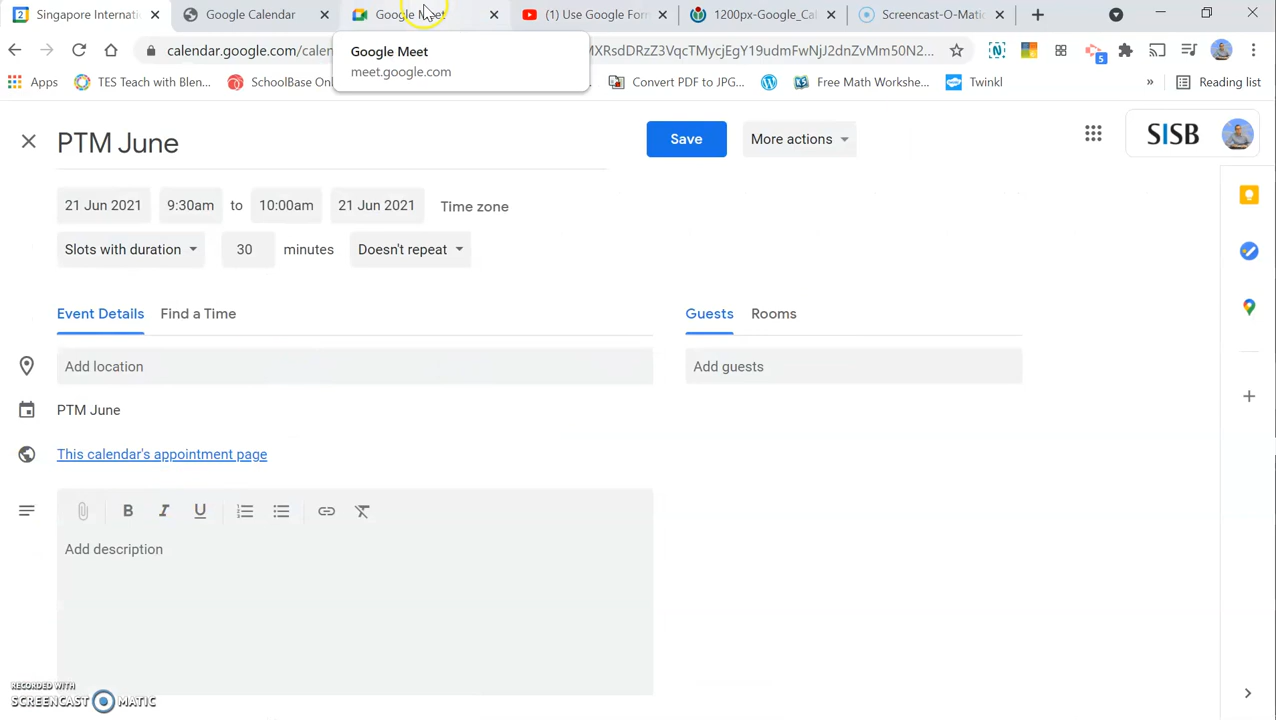 Singapore Internati
Google Calendar
Google Meet
(1) Use Google Form
1200px-Google_Cal
Screencast-O-Matic
calendar.google.com/caler
MXRsdDRzZ3VqcTMycjEgY19udmFwNjJ2dnZvMm50N2...
5
Google Meet
meet.google.com
Apps
TES Teach with Blen...
SchoolBase Onl
Convert PDF to JPG...
Free Math Workshe...
Twinkl
»
Reading list
PTM June
Save
More actions
SISB
21 Jun 2021 9:30am to 10:00am 21 Jun 2021 Time zone
Slots with duration 30 minutes Doesn't repeat
Event Details Find a Time
Guests Rooms
Add location
Add guests
PTM June
This calendar's appointment page
B I U
Add description
RECORDED WITH
SCREENCAST MATIC